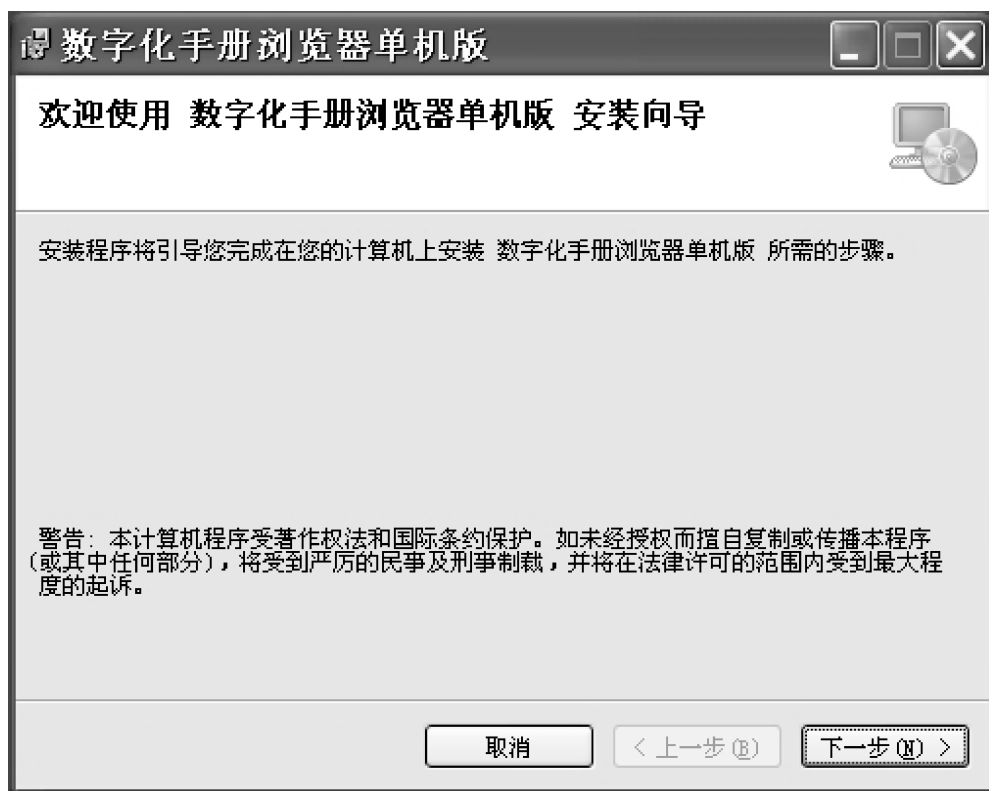 数字化手册浏览器单机版
欢迎使用 数字化手册浏览器单机版 安装向导
安装程序将引导您完成在您的计算机上安装 数字化手册浏览器单机版 所需的步骤。
警告: 本计算机程序受著作权法和国际条约保护。如未经授权而擅自复制或传播本程序
(或其中任何部分),将受到严厉的民事及刑事制裁,并将在法律许可的范围内受到最大程
度的起诉。
取消 < 上一步(B) 下一步(N) >